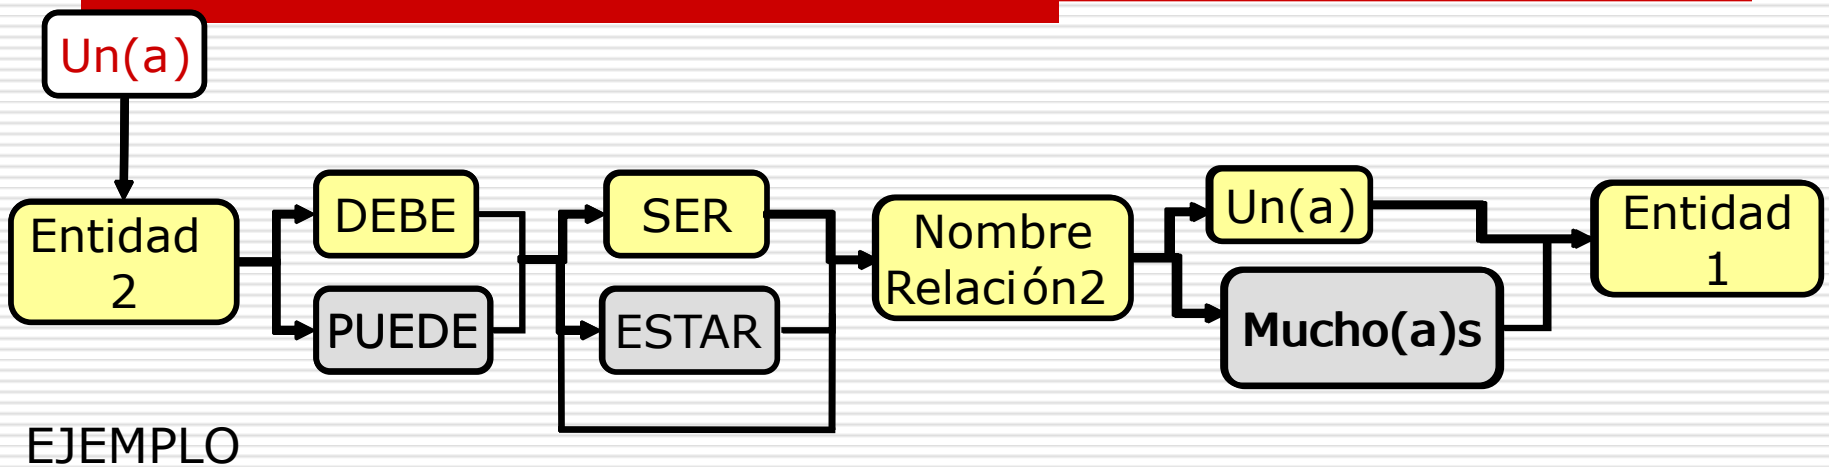 Un(a)
Entidad
2
DEBE
PUEDE
SER
ESTAR
Nombre
Relación2
Un(a)
Mucho(a)s
Entidad
1
EJEMPLO